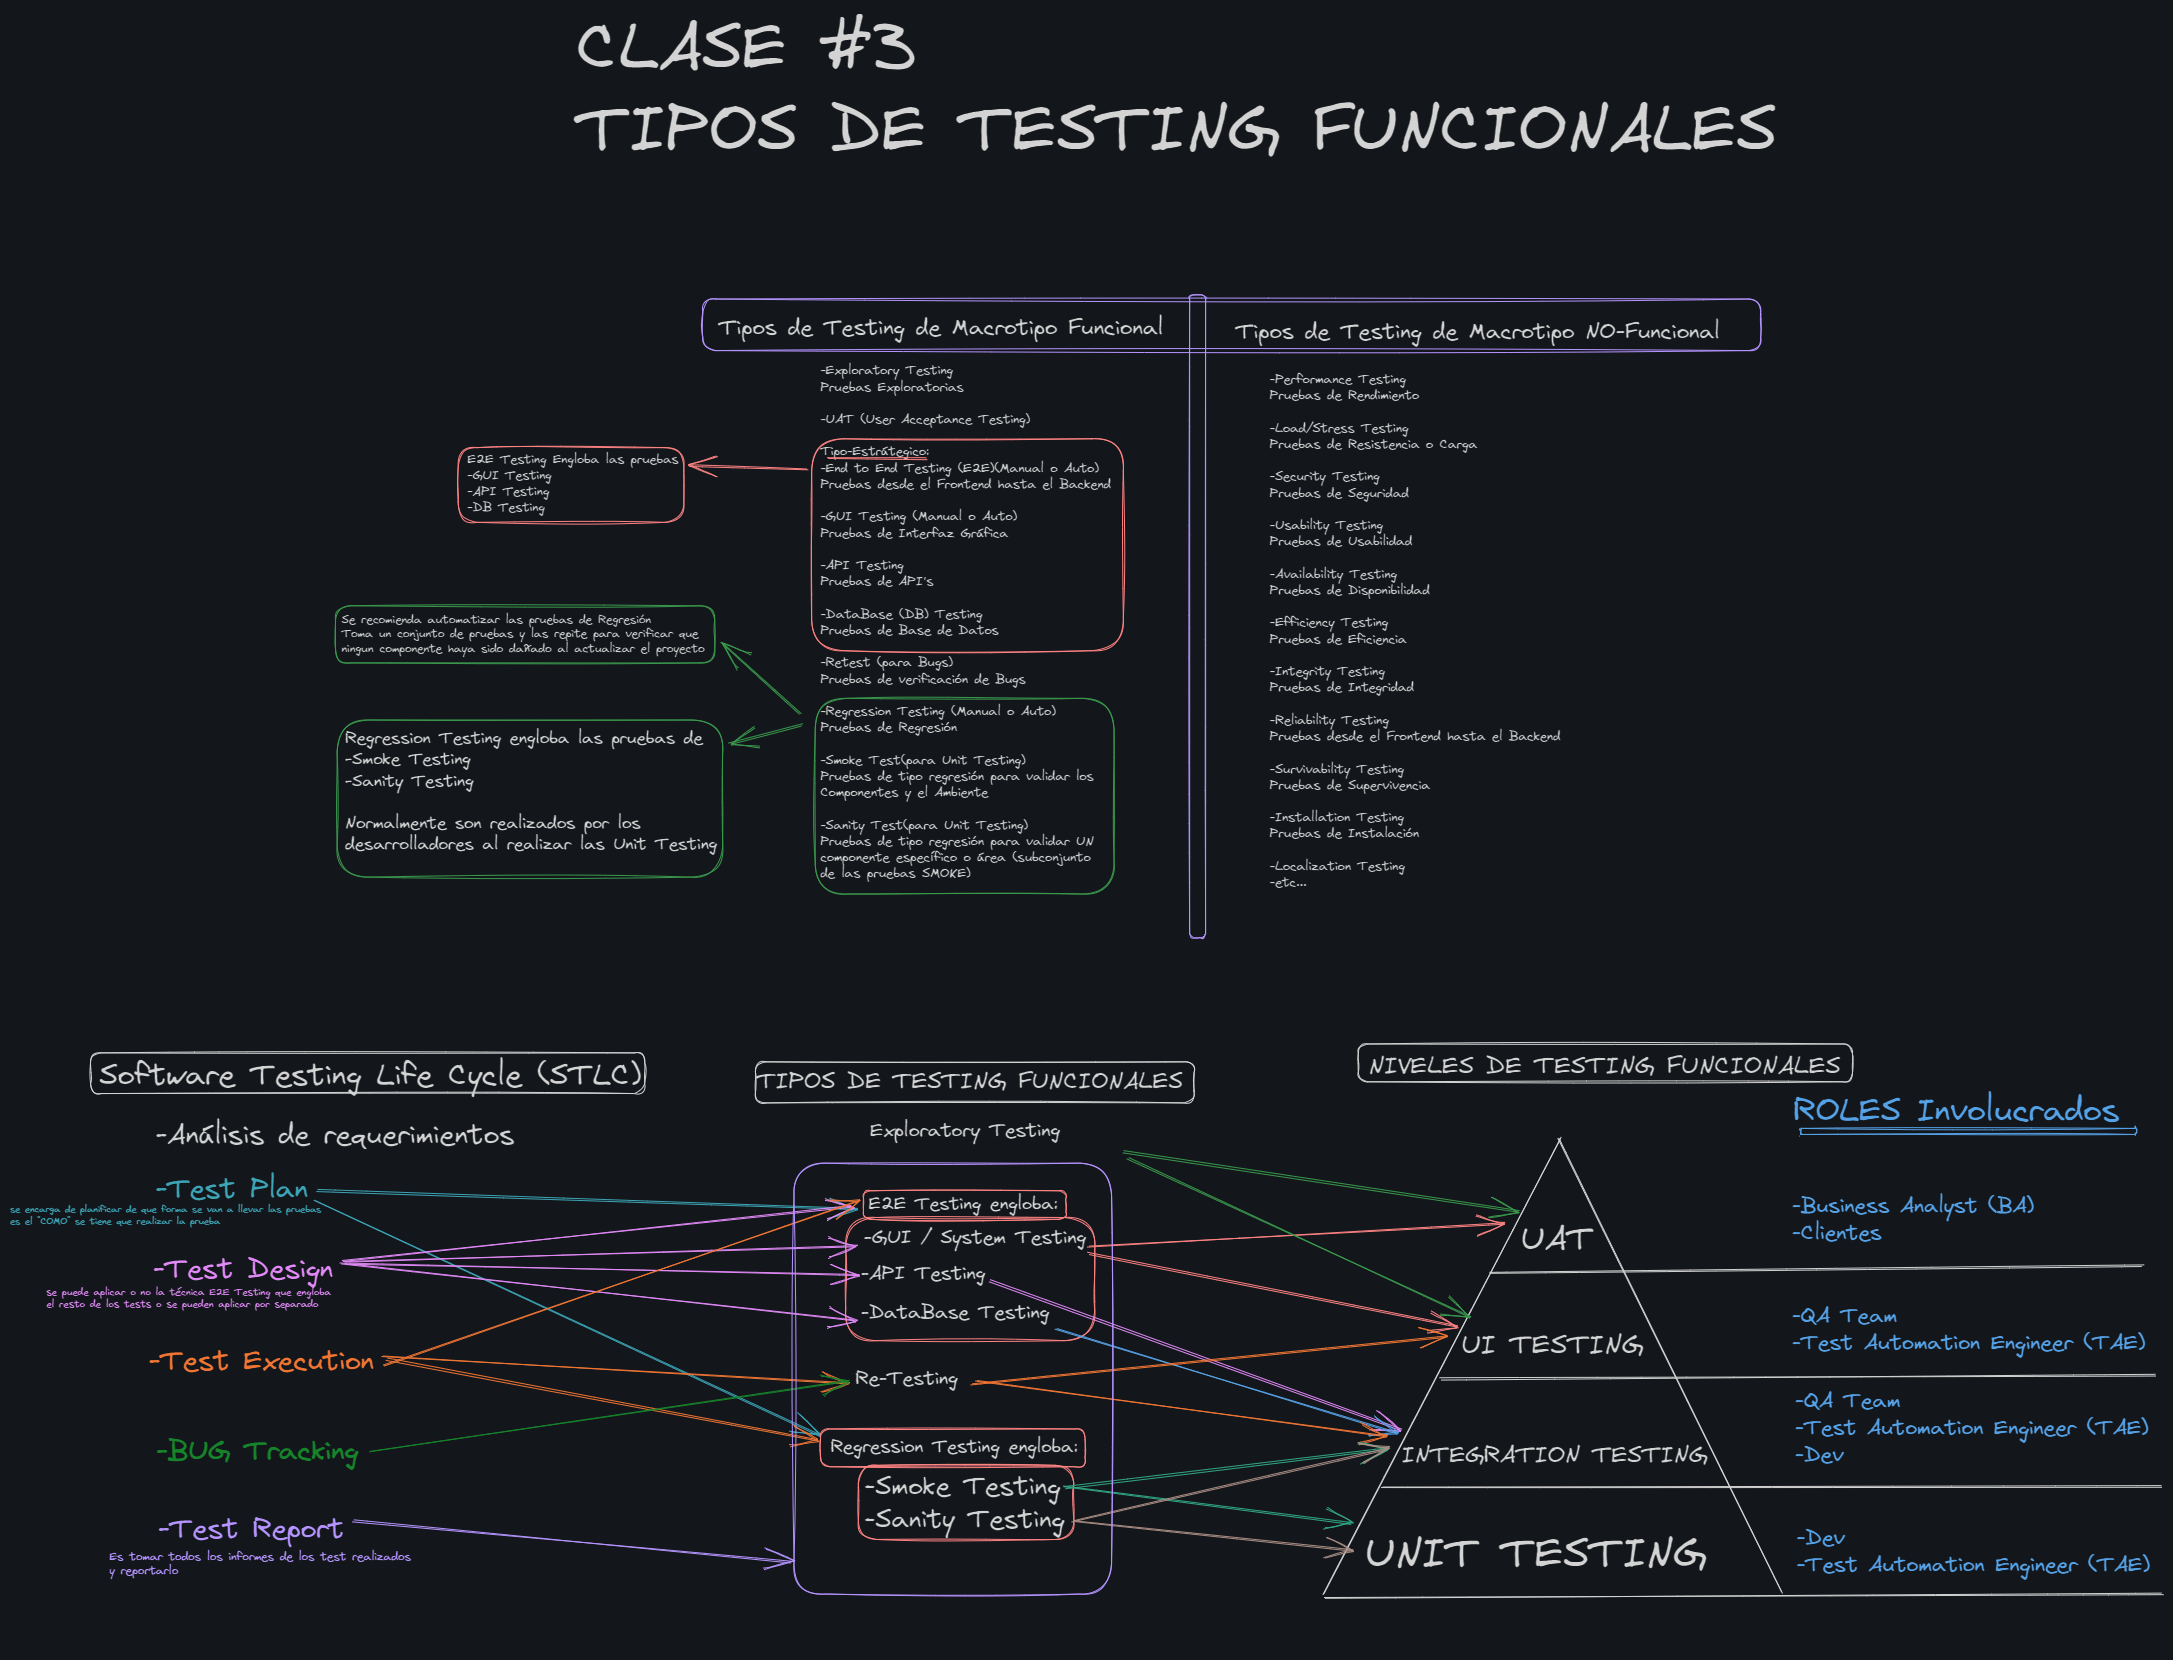 CLASE #3
TIPOS DE TESTING FUNCIONALES
Tipos de Testing de Macrotipo Funcional
-Exploratory Testing
Pruebas Exploratorias
-UAT (User Acceptance Testing)
Tipo-Estrátegico:
-End to End Testing (E2E)(Manual o Auto)
Pruebas desde el Frontend hasta el Backend
-GUI Testing (Manual o Auto)
Pruebas de Interfaz Gráfica
-API Testing
Pruebas de API's
-DataBase (DB) Testing
Pruebas de Base de Datos
-Retest (para Bugs)
Pruebas de verificación de Bugs
-Regression Testing (Manual o Auto)
Pruebas de Regresión
-Smoke Test(para Unit Testing)
Pruebas de tipo regresión para validar los
Componentes y el Ambiente
-Sanity Test(para Unit Testing)
Pruebas de tipo regresión para validar UN
componente específico o área (subconjunto
de las pruebas SMOKE)
E2E Testing Engloba las pruebas
-GUI Testing
-API Testing
-DB Testing
Se recomienda automatizar las pruebas de Regresión
Toma un conjunto de pruebas y las repite para verificar que
ningun componente haya sido dañado al actualizar el proyecto
Regression Testing engloba las pruebas de
-Smoke Testing
-Sanity Testing
Normalmente son realizados por los
desarrolladores al realizar las Unit Testing
Tipos de Testing de Macrotipo NO-Funcional
-Performance Testing
Pruebas de Rendimiento
-Load/Stress Testing
Pruebas de Resistencia o Carga
-Security Testing
Pruebas de Seguridad
-Usability Testing
Pruebas de Usabilidad
-Availability Testing
Pruebas de Disponibilidad
-Efficiency Testing
Pruebas de Eficiencia
-Integrity Testing
Pruebas de Integridad
-Reliability Testing
Pruebas desde el Frontend hasta el Backend
-Survivability Testing
Pruebas de Supervivencia
-Installation Testing
Pruebas de Instalación
-Localization Testing
-etc...
Software Testing Life Cycle (STLC)
-Análisis de requerimientos
-Test Plan
se encarga de planificar de que forma se van a llevar las pruebas
es el "COMO" se tiene que realizar la prueba
-Test Design
se puede aplicar o no la técnica E2E Testing que engloba
el resto de los tests o se pueden aplicar por separado
-Test Execution
-BUG Tracking
-Test Report
Es tomar todos los informes de los test realizados
y reportarlo
TIPOS DE TESTING FUNCIONALES
Exploratory Testing
E2E Testing engloba:
-GUI / System Testing
-API Testing
-DataBase Testing
Re-Testing
Regression Testing engloba:
-Smoke Testing
-Sanity Testing
NIVELES DE TESTING FUNCIONALES
UAT
UI TESTING
INTEGRATION TESTING
UNIT TESTING
ROLES Involucrados
-Business Analyst (BA)
-Clientes
-QA Team
-Test Automation Engineer (TAE)
-QA Team
-Test Automation Engineer (TAE)
-Dev
-Dev
-Test Automation Engineer (TAE)